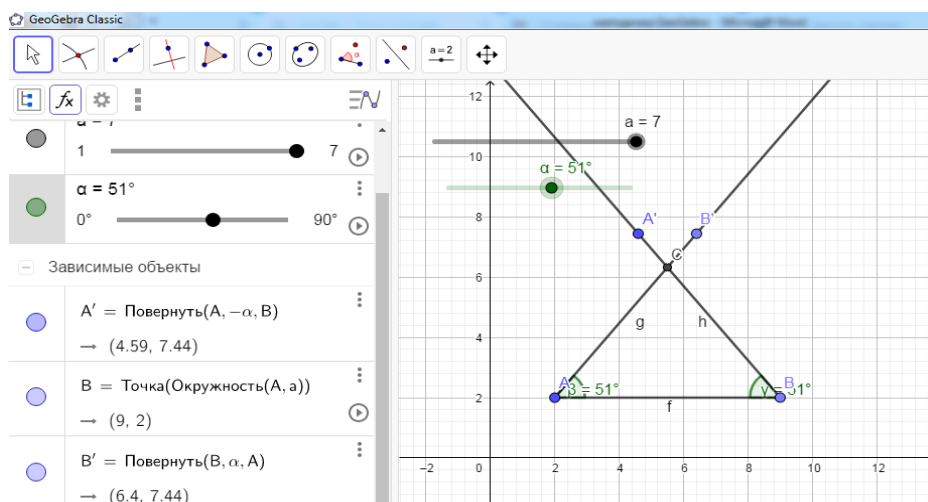 GeoGebra Classic
a=2
a = 7
1 7
α = 51°
0° 90°
Зависимые объекты
A′ = Повернуть(A, −α, B)
→ (4.59, 7.44)
B = Точка(Окружность(A, a))
→ (9, 2)
B′ = Повернуть(B, α, A)
→ (6.4, 7.44)
12
a = 7
10
α = 51°
8
A'
B'
C
6
g
h
4
A
β = 51°
B
γ = 51°
2
f
−2
0
2
4
6
8
10
12